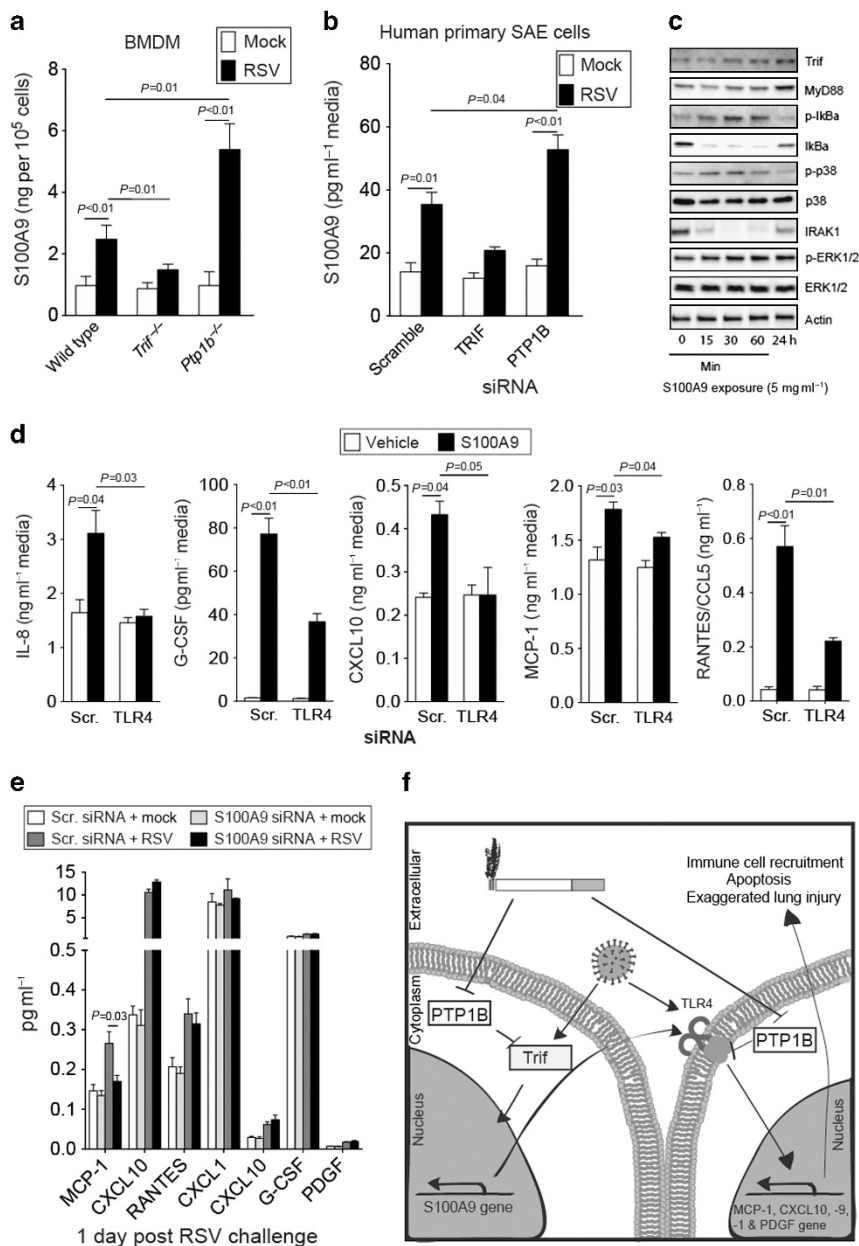 a
BMDM
Mock
RSV
S100A9 (ng per 10⁵ cells)
8
6
4
2
0
P=0.01
P<0.01
P=0.01
P<0.01
Wild type
Trif⁻/⁻
Ptp1b⁻/⁻
b
Human primary SAE cells
Mock
RSV
S100A9 (pg ml⁻¹ media)
80
60
40
20
0
P=0.04
P<0.01
P=0.01
Scramble
TRIF
PTP1B
siRNA
c
Trif
MyD88
p-IkBa
IkBa
p-p38
p38
IRAK1
p-ERK1/2
ERK1/2
Actin
0 15 30 60 24 h
Min
S100A9 exposure (5 mg ml⁻¹)
d
Vehicle
S100A9
IL-8 (ng ml⁻¹ media)
4
3
2
1
0
P=0.03
P=0.04
Scr. TLR4
G-CSF (pgml⁻¹ media)
100
80
60
40
20
0
P<0.01
P<0.01
Scr. TLR4
CXCL10 (ng ml⁻¹ media)
0.5
0.4
0.3
0.2
0.1
0.0
P=0.05
P=0.04
Scr. TLR4
MCP-1 (ng ml⁻¹ media)
2.0
1.5
1.0
0.5
0.0
P=0.04
P=0.03
Scr. TLR4
RANTES/CCL5 (ng ml⁻¹)
0.8
0.6
0.4
0.2
0.0
P=0.01
P<0.01
Scr. TLR4
siRNA
e
Scr. siRNA + mock
S100A9 siRNA + mock
Scr. siRNA + RSV
S100A9 siRNA + RSV
pg ml⁻¹
15
10
5
0.5
0.4
0.3
0.2
0.1
0.0
P=0.03
MCP-1
CXCL10
RANTES
CXCL1
CXCL10
G-CSF
PDGF
1 day post RSV challenge
f
Extracellular
Cytoplasm
Nucleus
Immune cell recruitment
Apoptosis
Exaggerated lung injury
PTP1B
Trif
TLR4
PTP1B
Nucleus
S100A9 gene
MCP-1, CXCL10, -9,
-1 & PDGF gene